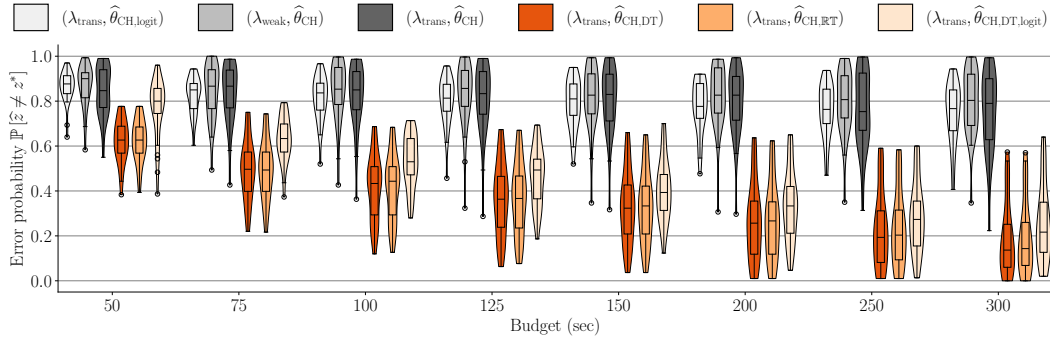 (λtrans, θ̂CH,logit) (λweak, θ̂CH) (λtrans, θ̂CH) (λtrans, θ̂CH,DT) (λtrans, θ̂CH,ℝ𝕋) (λtrans, θ̂CH,DT,logit)
Error probability ℙ[ẑ ≠ z*]
1.0
0.8
0.6
0.4
0.2
0.0
50 75 100 125 150 200 250 300
Budget (sec)